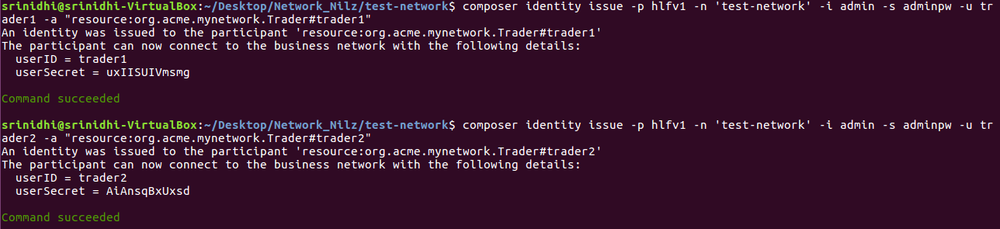 srinidhi@srinidhi-VirtualBox:~/Desktop/Network_Nilz/test-network$ composer identity issue -p hlfv1 -n 'test-network' -i admin -s adminpw -u tr
ader1 -a "resource:org.acme.mynetwork.Trader#trader1"
An identity was issued to the participant 'resource:org.acme.mynetwork.Trader#trader1'
The participant can now connect to the business network with the following details:
  userID = trader1
  userSecret = uxIISUIVmsmg

Command succeeded

srinidhi@srinidhi-VirtualBox:~/Desktop/Network_Nilz/test-network$ composer identity issue -p hlfv1 -n 'test-network' -i admin -s adminpw -u tr
ader2 -a "resource:org.acme.mynetwork.Trader#trader2"
An identity was issued to the participant 'resource:org.acme.mynetwork.Trader#trader2'
The participant can now connect to the business network with the following details:
  userID = trader2
  userSecret = AiAnsqBxUxsd

Command succeeded